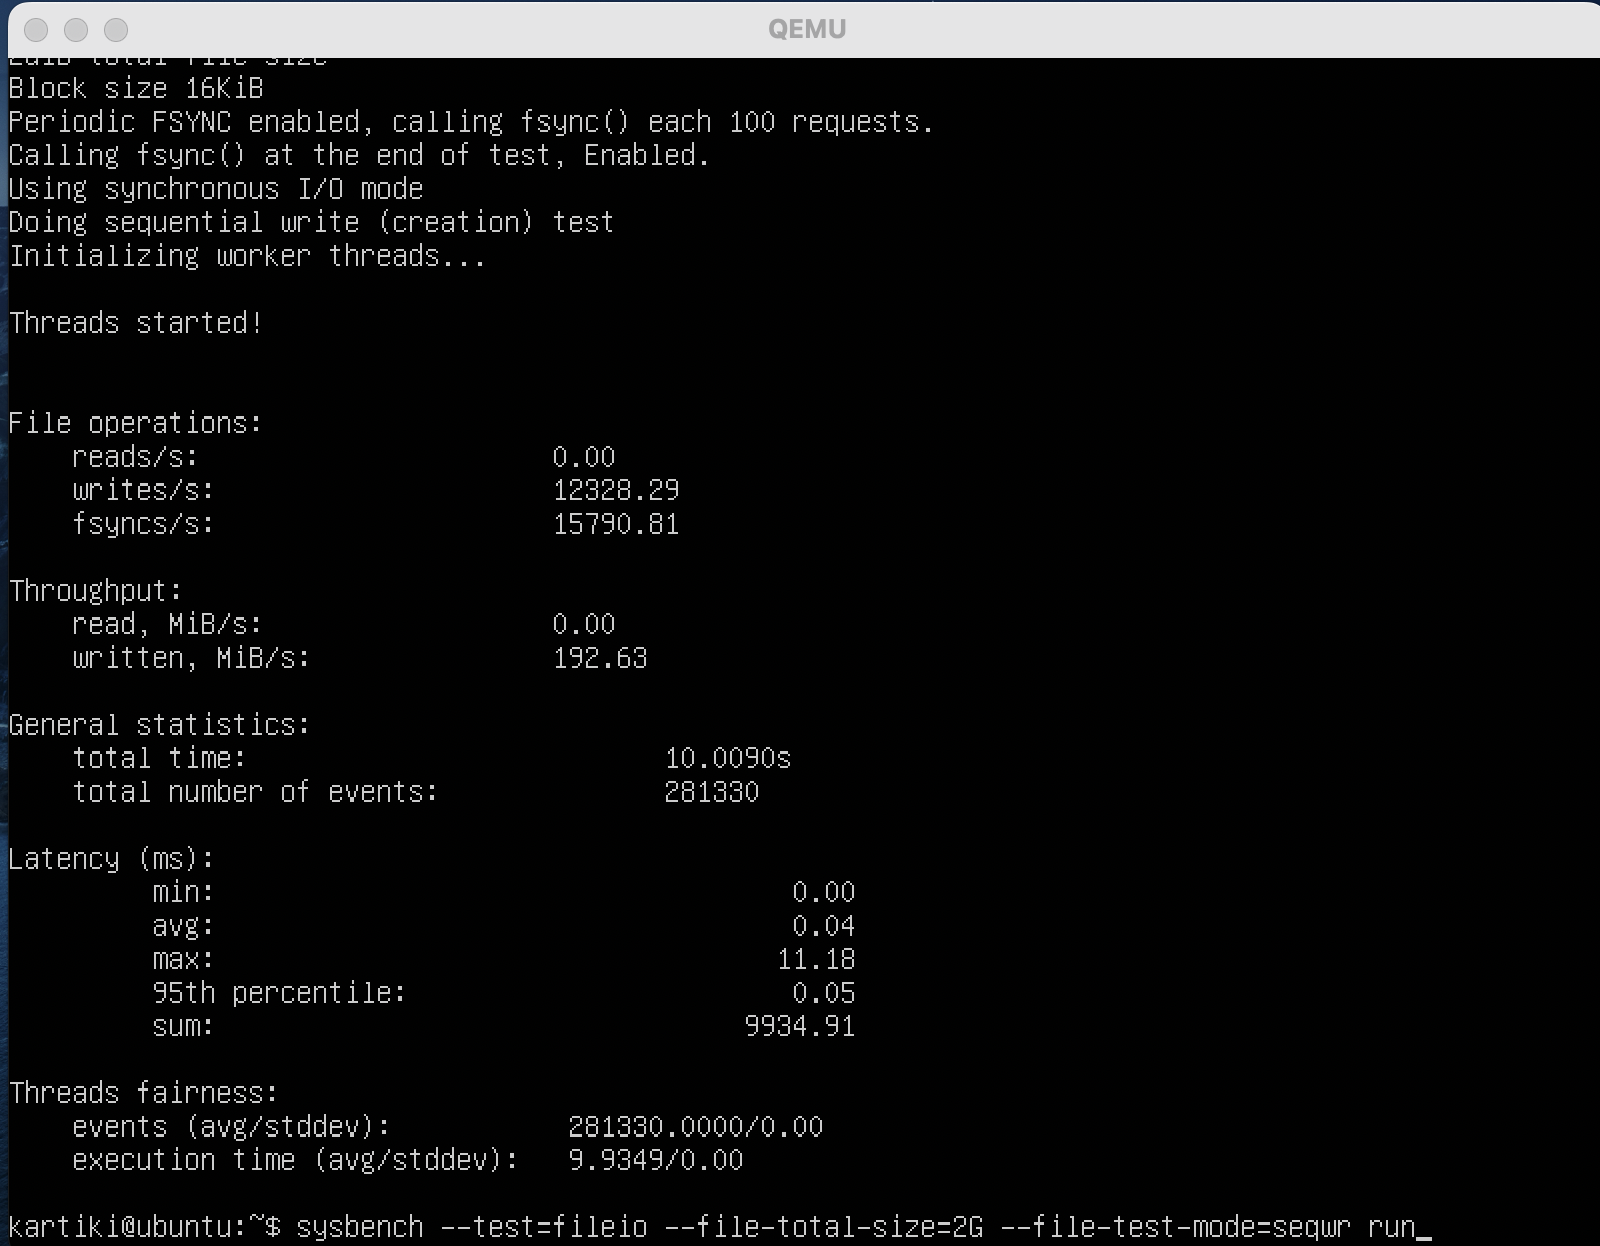 QEMU
2GiB total file size
Block size 16KiB
Periodic FSYNC enabled, calling fsync() each 100 requests.
Calling fsync() at the end of test, Enabled.
Using synchronous I/O mode
Doing sequential write (creation) test
Initializing worker threads...
Threads started!
File operations:
reads/s: 0.00
writes/s: 12328.29
fsyncs/s: 15790.81
Throughput:
read, MiB/s: 0.00
written, MiB/s: 192.63
General statistics:
total time: 10.0090s
total number of events: 281330
Latency (ms):
min: 0.00
avg: 0.04
max: 11.18
95th percentile: 0.05
sum: 9934.91
Threads fairness:
events (avg/stddev): 281330.0000/0.00
execution time (avg/stddev): 9.9349/0.00
kartiki@ubuntu:~$ sysbench --test=fileio --file-total-size=2G --file-test-mode=seqwr run_